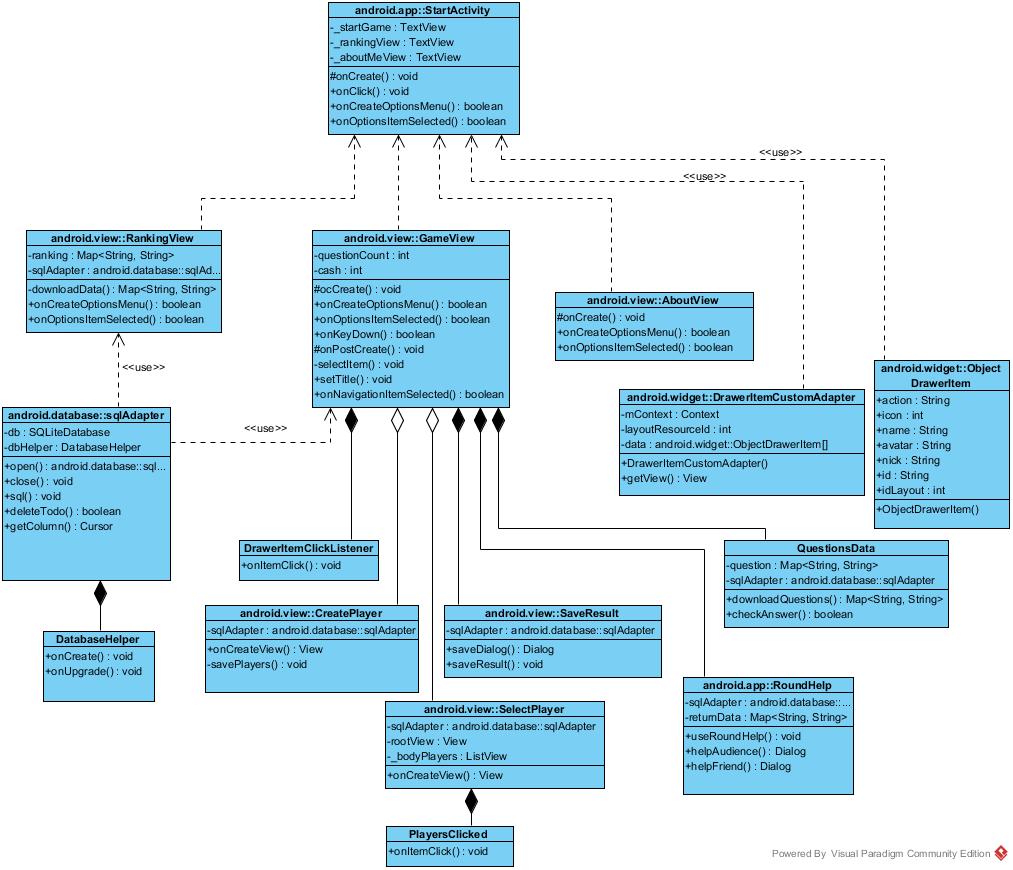 android.app::StartActivity
-_startGame : TextView
-_rankingView : TextView
-_aboutMeView : TextView
#onCreate() : void
+onClick() : void
+onCreateOptionsMenu() : boolean
+onOptionsItemSelected() : boolean
<<use>>
<<use>>
android.view::RankingView
-ranking : Map<String, String>
-sqlAdapter : android.database::sqlAd...
-downloadData() : Map<String, String>
+onCreateOptionsMenu() : boolean
+onOptionsItemSelected() : boolean
android.view::GameView
-questionCount : int
-cash : int
#ocCreate() : void
+onCreateOptionsMenu() : boolean
+onOptionsItemSelected() : boolean
+onKeyDown() : boolean
#onPostCreate() : void
-selectItem() : void
+setTitle() : void
+onNavigationItemSelected() : boolean
android.view::AboutView
#onCreate() : void
+onCreateOptionsMenu() : boolean
+onOptionsItemSelected() : boolean
<<use>>
android.widget::Object
DrawerItem
+action : String
+icon : int
+name : String
+avatar : String
+nick : String
+id : String
+idLayout : int
+ObjectDrawerItem()
android.widget::DrawerItemCustomAdapter
-mContext : Context
-layoutResourceId : int
-data : android.widget::ObjectDrawerItem[]
+DrawerItemCustomAdapter()
+getView() : View
android.database::sqlAdapter
-db : SQLiteDatabase
-dbHelper : DatabaseHelper
+open() : android.database::sql...
+close() : void
+sql() : void
+deleteTodo() : boolean
+getColumn() : Cursor
<<use>>
DrawerItemClickListener
+onItemClick() : void
QuestionsData
-question : Map<String, String>
-sqlAdapter : android.database::sqlAdapter
+downloadQuestions() : Map<String, String>
+checkAnswer() : boolean
android.view::CreatePlayer
-sqlAdapter : android.database::sqlAdapter
+onCreateView() : View
-savePlayers() : void
android.view::SaveResult
-sqlAdapter : android.database::sqlAdapter
+saveDialog() : Dialog
+saveResult() : void
DatabaseHelper
+onCreate() : void
+onUpgrade() : void
android.app::RoundHelp
-sqlAdapter : android.database::...
-returnData : Map<String, String>
+useRoundHelp() : void
+helpAudience() : Dialog
+helpFriend() : Dialog
android.view::SelectPlayer
-sqlAdapter : android.database::sqlAdapter
-rootView : View
-_bodyPlayers : ListView
+onCreateView() : View
PlayersClicked
+onItemClick() : void
Powered By Visual Paradigm Community Edition